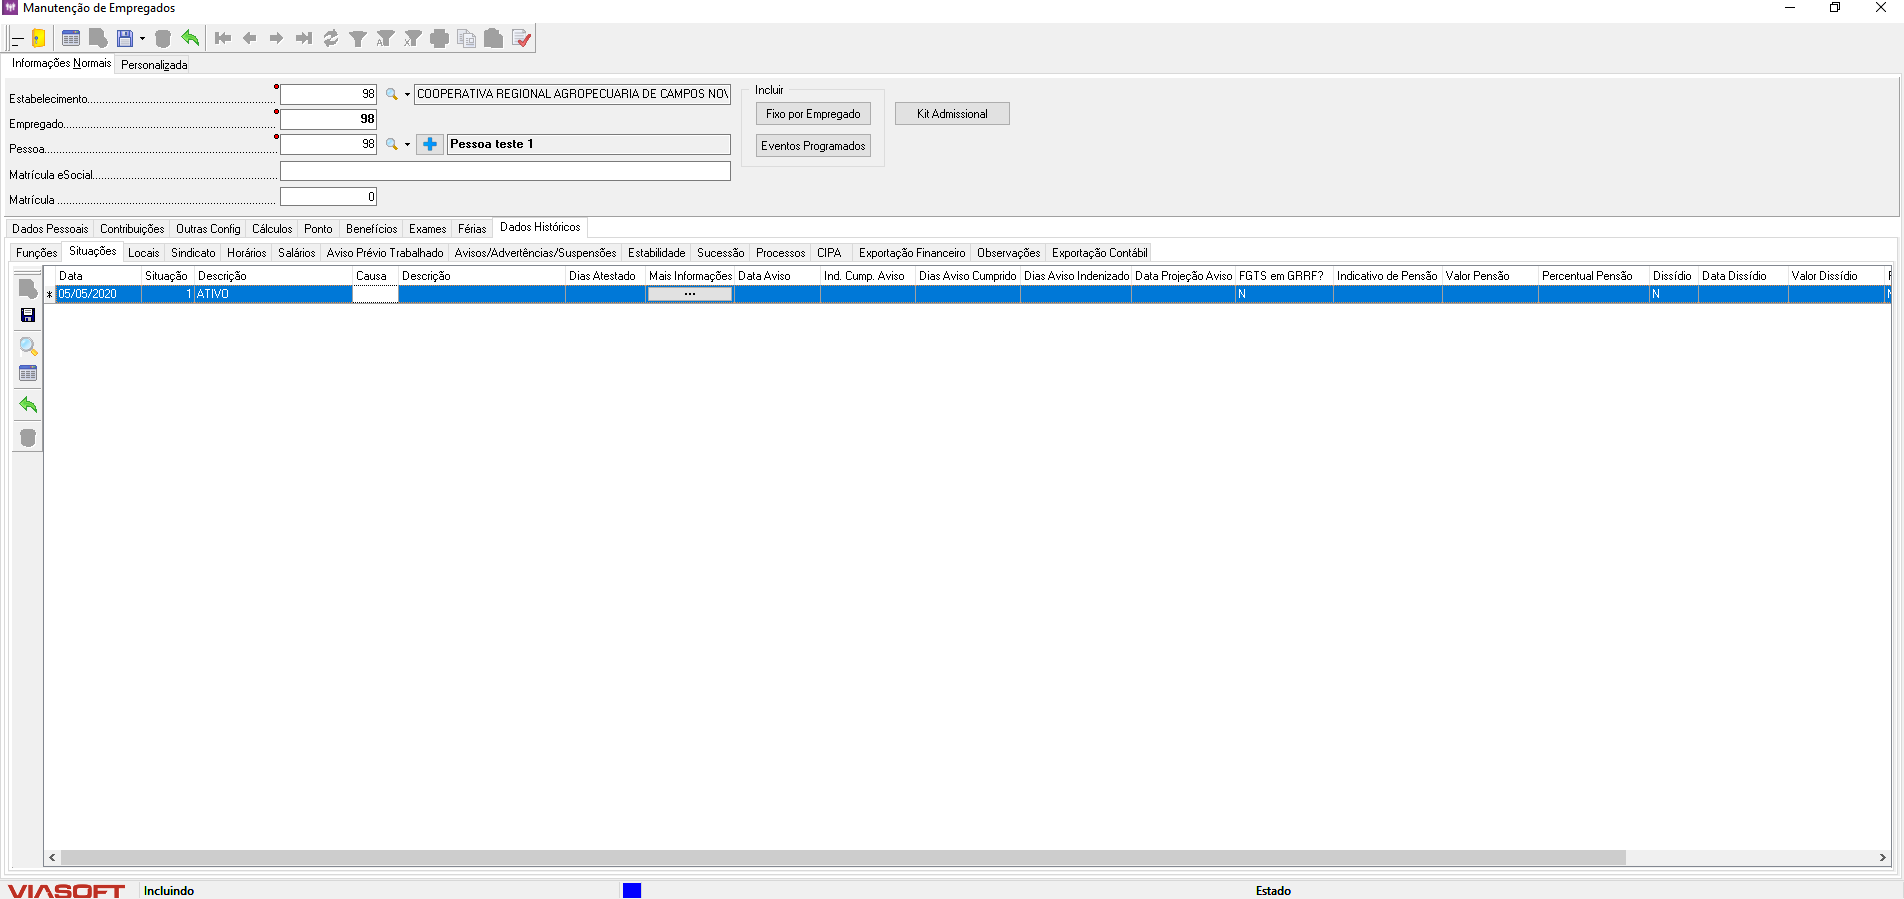 Manutenção de Empregados
Informações Normais Personalizada
Estabelecimento 98 COOPERATIVA REGIONAL AGROPECUARIA DE CAMPOS NOV
Empregado 98
Pessoa 98 Pessoa teste 1
Matrícula eSocial
Matrícula 0
Incluir
Fixo por Empregado
Eventos Programados
Kit Admissional
Dados Pessoais Contribuições Outras Config Cálculos Ponto Benefícios Exames Férias Dados Históricos
Funções Situações Locais Sindicato Horários Salários Aviso Prévio Trabalhado Avisos/Advertências/Suspensões Estabilidade Sucessão Processos CIPA Exportação Financeiro Observações Exportação Contábil
Data Situação Descrição Causa Descrição Dias Atestado Mais Informações Data Aviso Ind. Cump. Aviso Dias Aviso Cumprido Dias Aviso Indenizado Data Projeção Aviso FGTS em GRRF? Indicativo de Pensão Valor Pensão Percentual Pensão Dissídio Data Dissídio Valor Dissídio
* 05/05/2020 1 ATIVO ... N N
VIASOFT Incluindo Estado